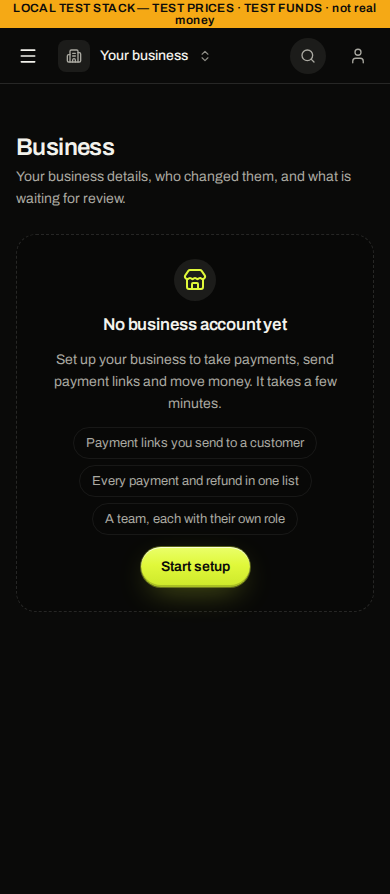 LOCAL TEST STACK — TEST PRICES · TEST FUNDS · not real
money
Your business
Business
Your business details, who changed them, and what is
waiting for review.
No business account yet
Set up your business to take payments, send
payment links and move money. It takes a few
minutes.
Payment links you send to a customer
Every payment and refund in one list
A team, each with their own role
Start setup